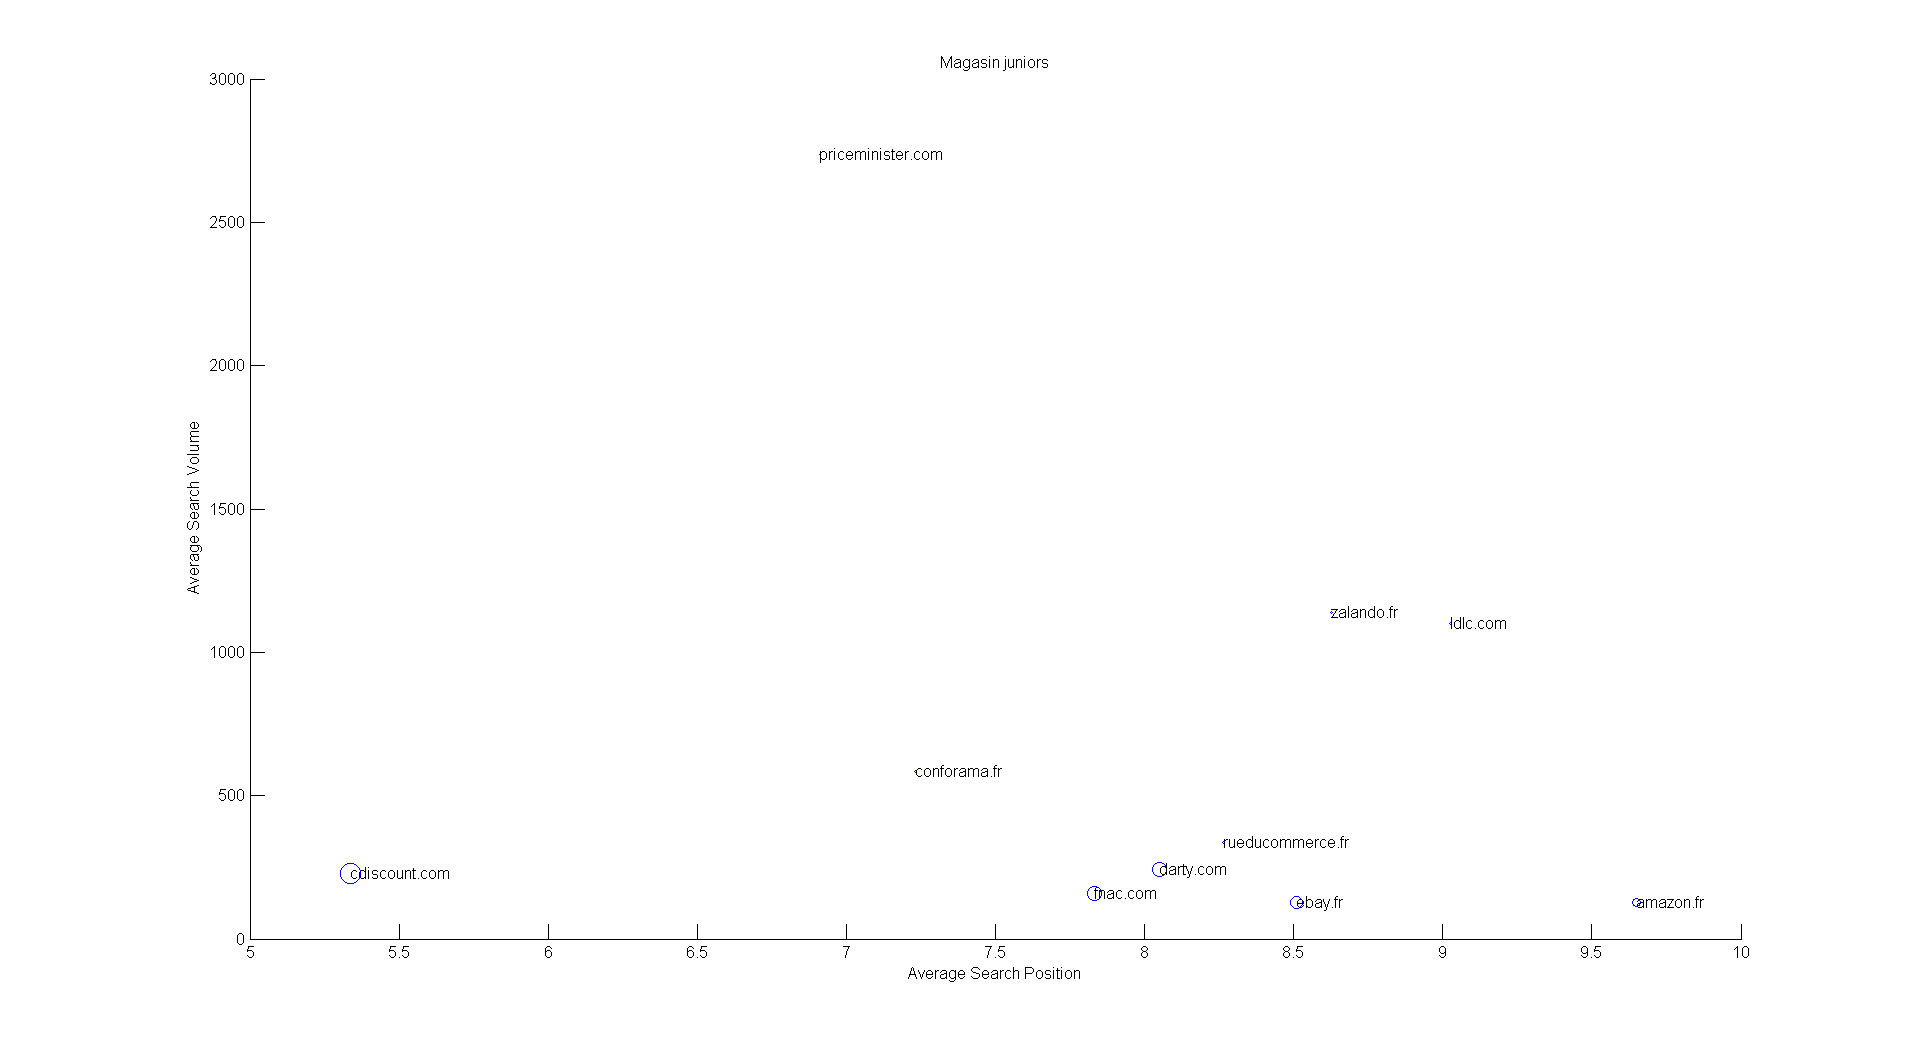 Magasin juniors
3000
priceminister.com
2500
2000
Average Search Volume
1500
zalando.fr
ldlc.com
1000
conforama.fr
500
rueducommerce.fr
cdiscount.com
darty.com
fnac.com
ebay.fr
amazon.fr
0
5 5.5 6 6.5 7 7.5 8 8.5 9 9.5 10
Average Search Position